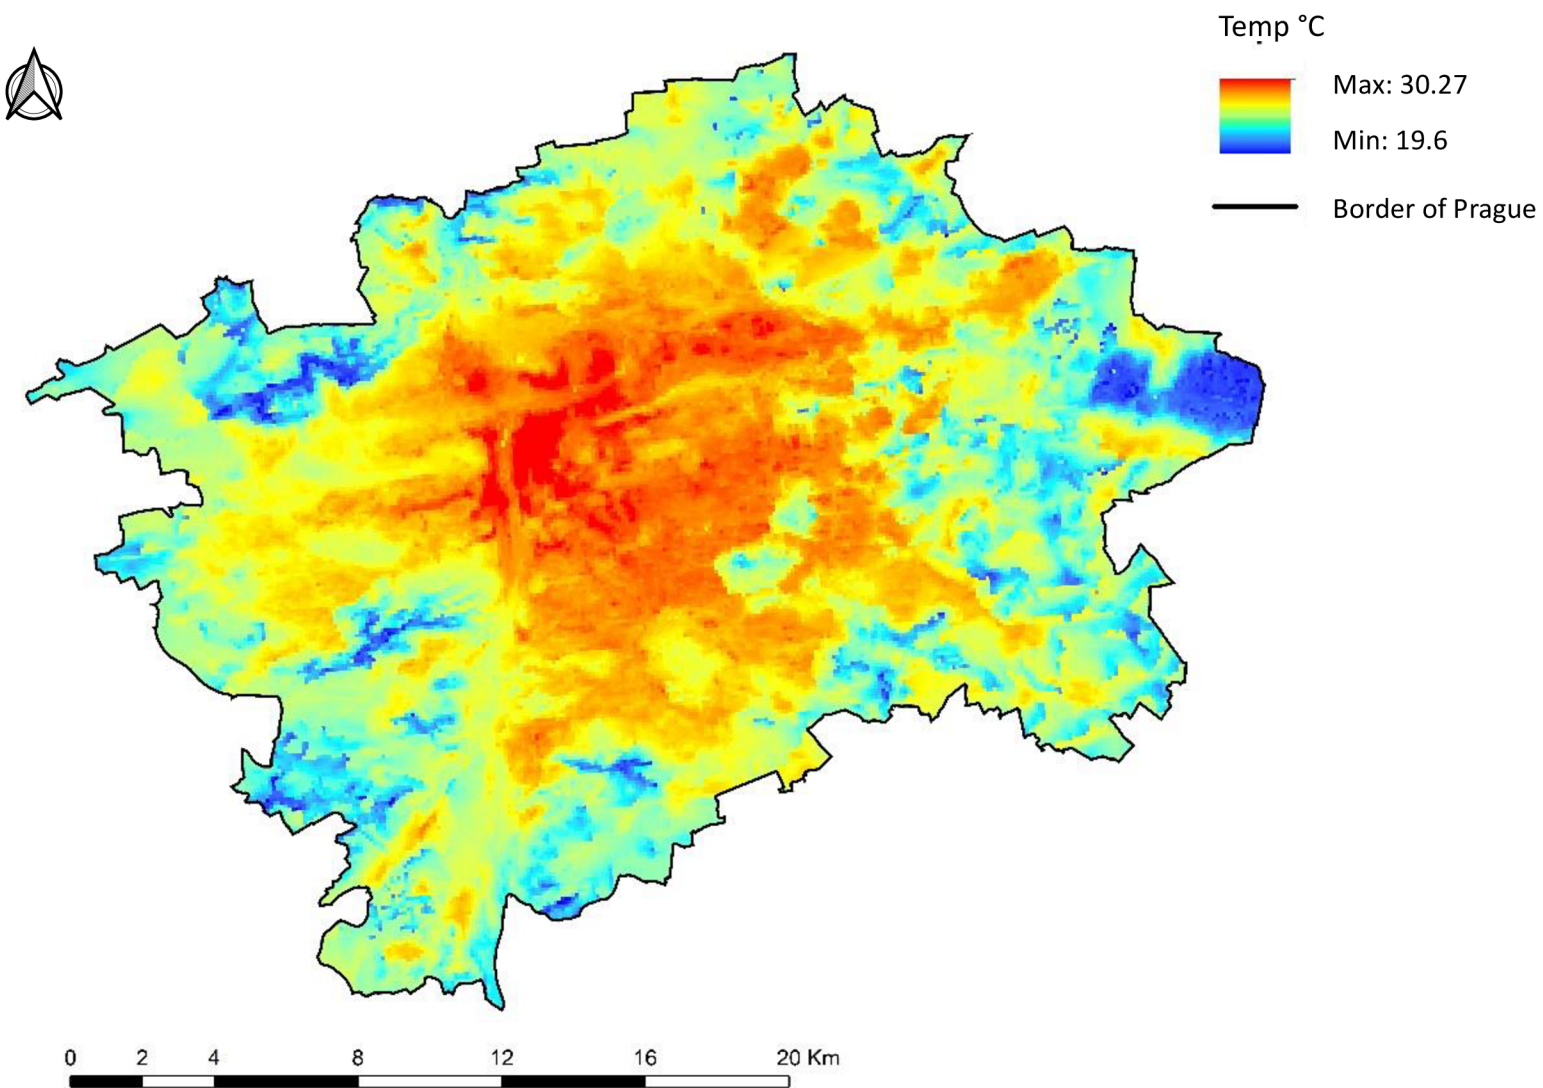 Temp °C
Max: 30.27
Min: 19.6
Border of Prague
0 2 4 8 12 16 20 Km